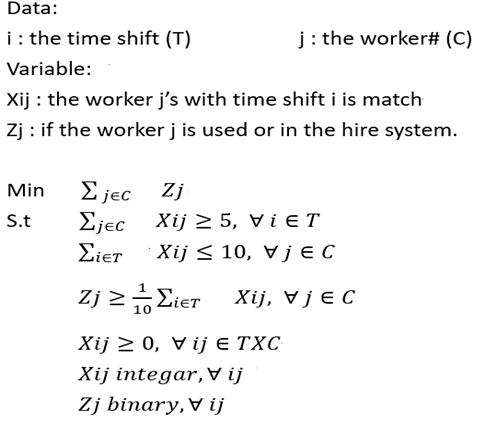 Data:
i : the time shift (T) j : the worker# (C)
Variable:
Xij : the worker j's with time shift i is match
Zj : if the worker j is used or in the hire system.
Min ∑ j∈C Zj
S.t ∑j∈C Xij ≥ 5, ∀ i ∈ T
∑i∈T Xij ≤ 10, ∀ j ∈ C
Zj ≥ 1/10 ∑i∈T Xij, ∀ j ∈ C
Xij ≥ 0, ∀ ij ∈ TXC
Xij integar, ∀ ij
Zj binary, ∀ ij